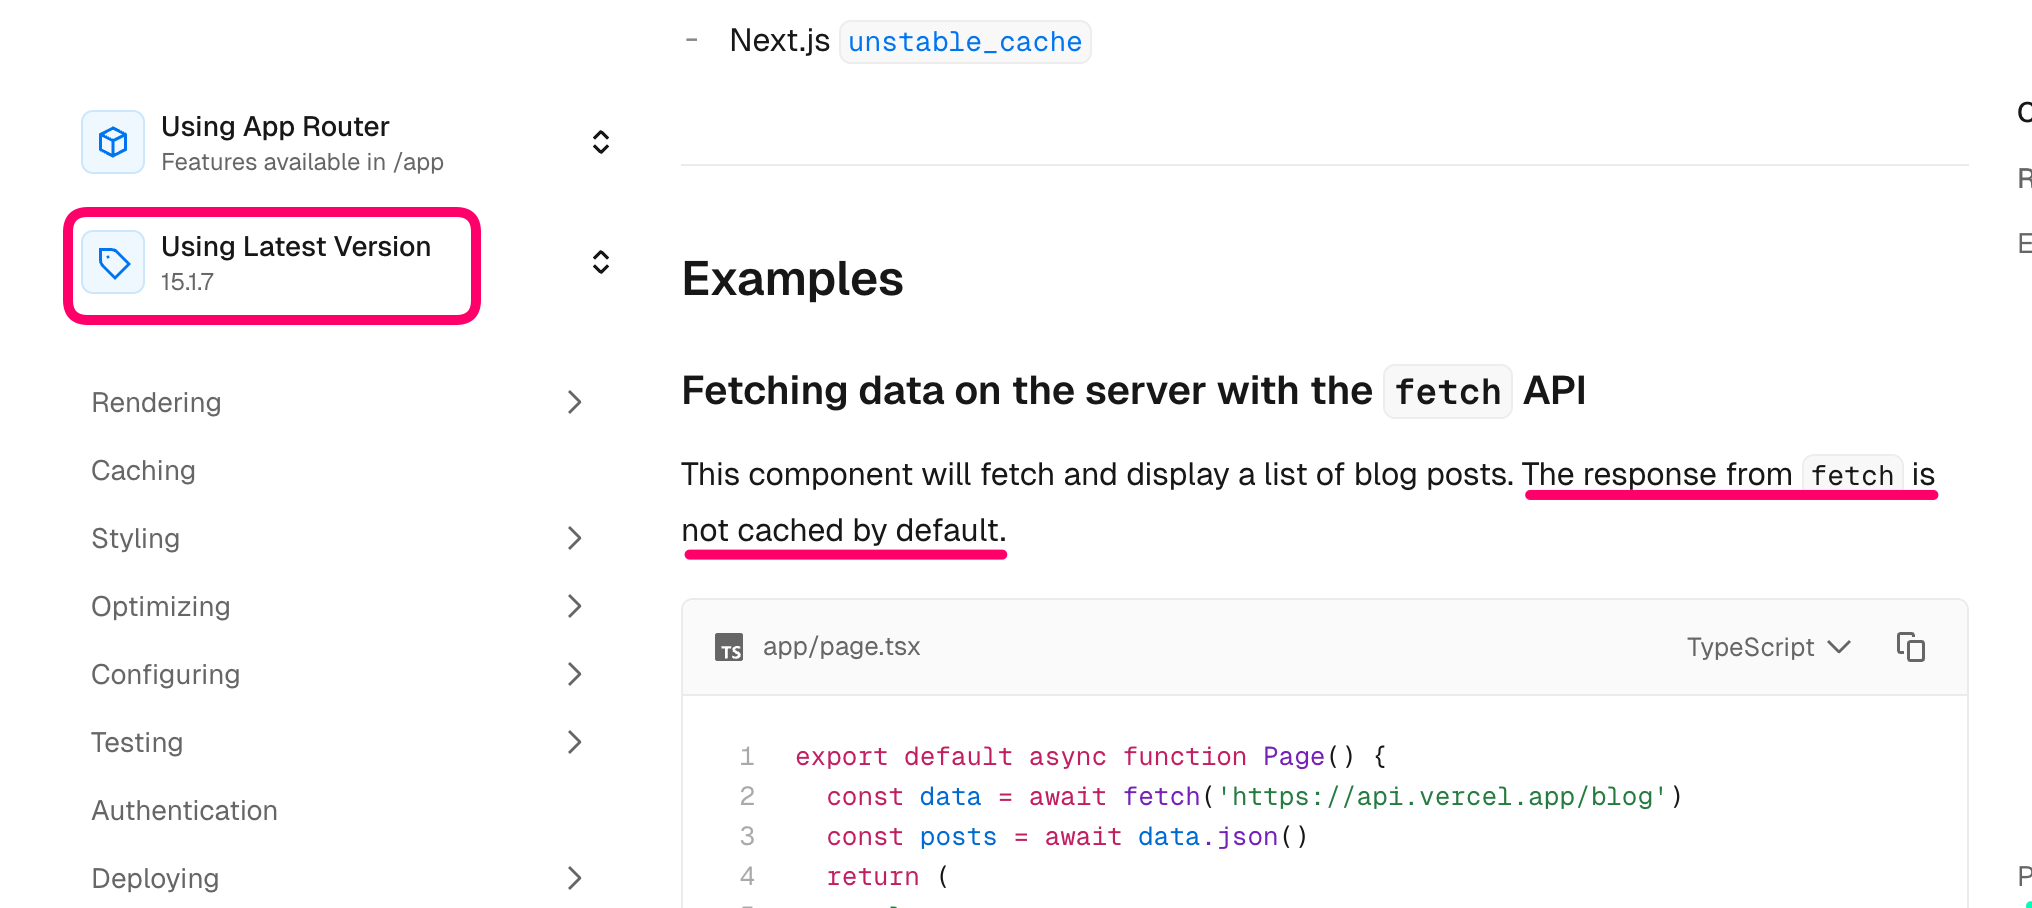 - Next.js unstable_cache
Using App Router
Features available in /app
Using Latest Version
15.1.7
Rendering
Caching
Styling
Optimizing
Configuring
Testing
Authentication
Deploying
Examples
Fetching data on the server with the fetch API
This component will fetch and display a list of blog posts. The response from fetch is
not cached by default.
TS app/page.tsx
TypeScript
1 export default async function Page() {
2 const data = await fetch('https://api.vercel.app/blog')
3 const posts = await data.json()
4 return (